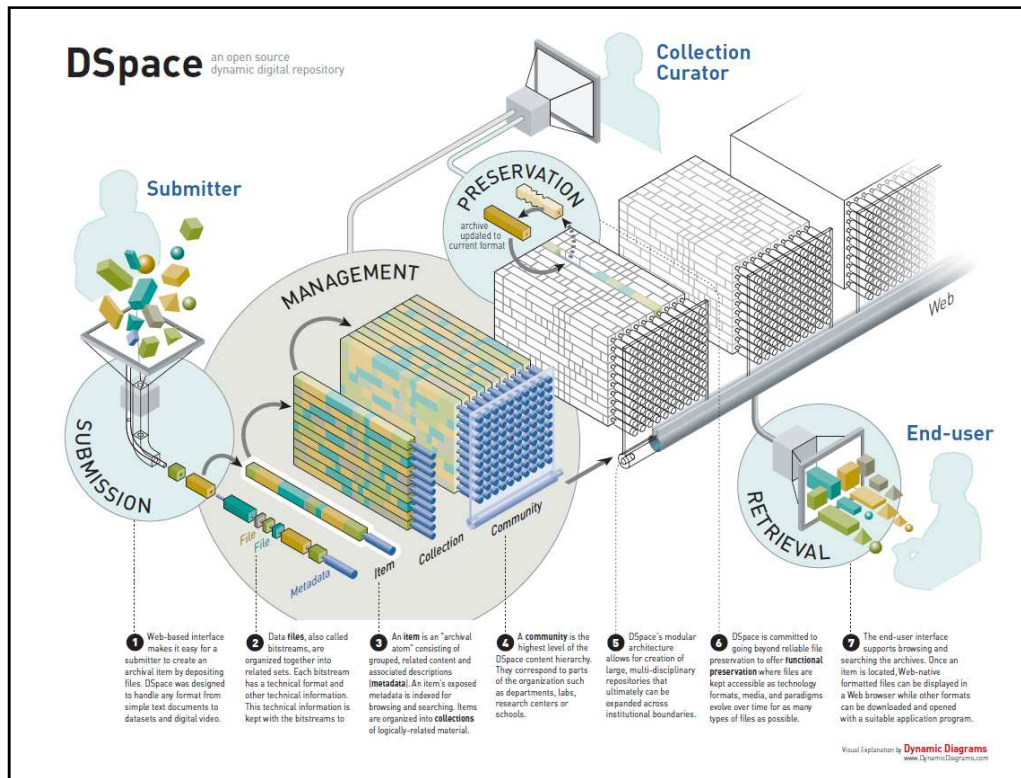 DSpace
an open source
dynamic digital repository
Collection
Curator
Submitter
PRESERVATION
archive
updated to
current format
MANAGEMENT
Web
SUBMISSION
End-user
RETRIEVAL
File
File
Metadata
Item
Collection
Community
1 Web-based interface
makes it easy for a
submitter to create an
archival item by depositing
files. DSpace was designed
to handle any format from
simple text documents to
datasets and digital video.
2 Data files, also called
bitstreams, are
organized together into
related sets. Each bitstream
has a technical format and
other technical information.
This technical information is
kept with the bitstreams to
3 An item is an "archival
atom" consisting of
grouped, related content and
associated descriptions
(metadata). An item's exposed
metadata is indexed for
browsing and searching. Items
are organized into collections
of logically-related material.
4 A community is the
highest level of the
DSpace content hierarchy.
They correspond to parts
of the organization such
as departments, labs,
research centers or
schools.
5 DSpace's modular
architecture
allows for creation of
large, multi-disciplinary
repositories that
ultimately can be
expanded across
institutional boundaries.
6 DSpace is committed to
going beyond reliable file
preservation to offer functional
preservation where files are
kept accessible as technology
formats, media, and paradigms
evolve over time for as many
types of files as possible.
7 The end-user interface
supports browsing and
searching the archives. Once an
item is located, Web-native
formatted files can be displayed
in a Web browser while other formats
can be downloaded and opened
with a suitable application program.
Visual Explanation by Dynamic Diagrams
www.DynamicDiagrams.com